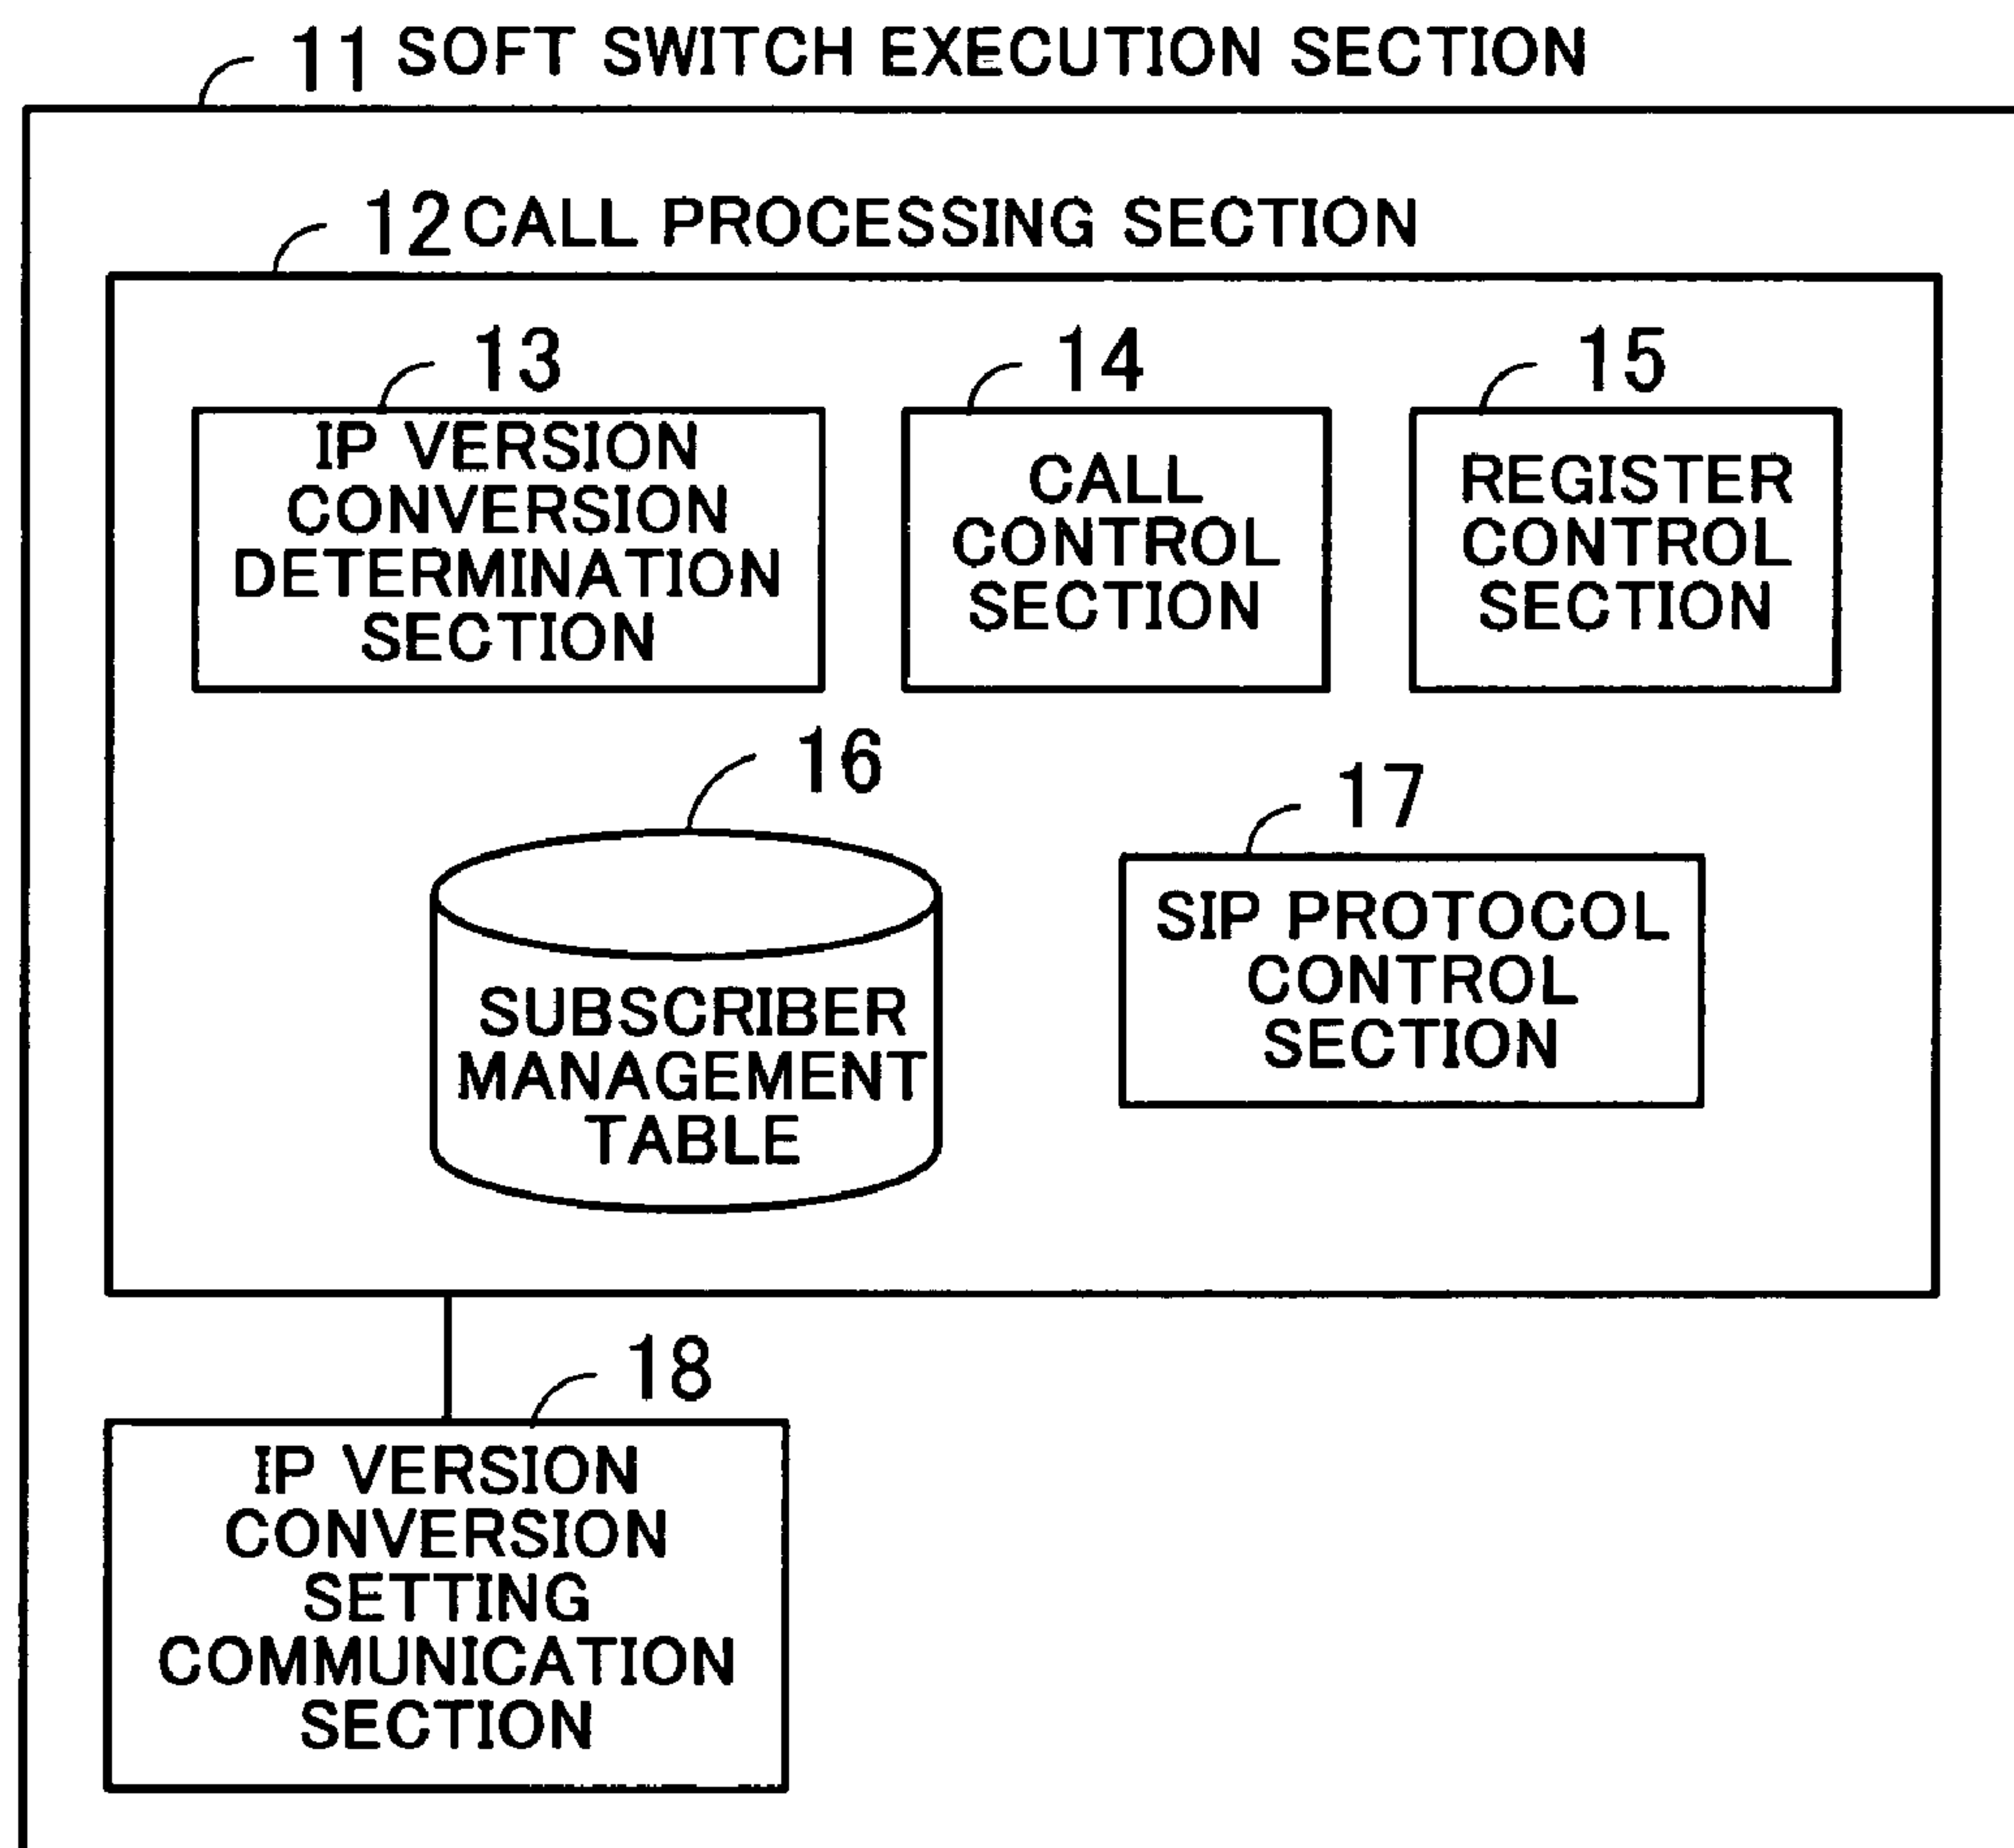 11 SOFT SWITCH EXECUTION SECTION
12 CALL PROCESSING SECTION
13
IP VERSION
CONVERSION
DETERMINATION
SECTION
14
CALL
CONTROL
SECTION
15
REGISTER
CONTROL
SECTION
16
SUBSCRIBER
MANAGEMENT
TABLE
17
SIP PROTOCOL
CONTROL
SECTION
18
IP VERSION
CONVERSION
SETTING
COMMUNICATION
SECTION